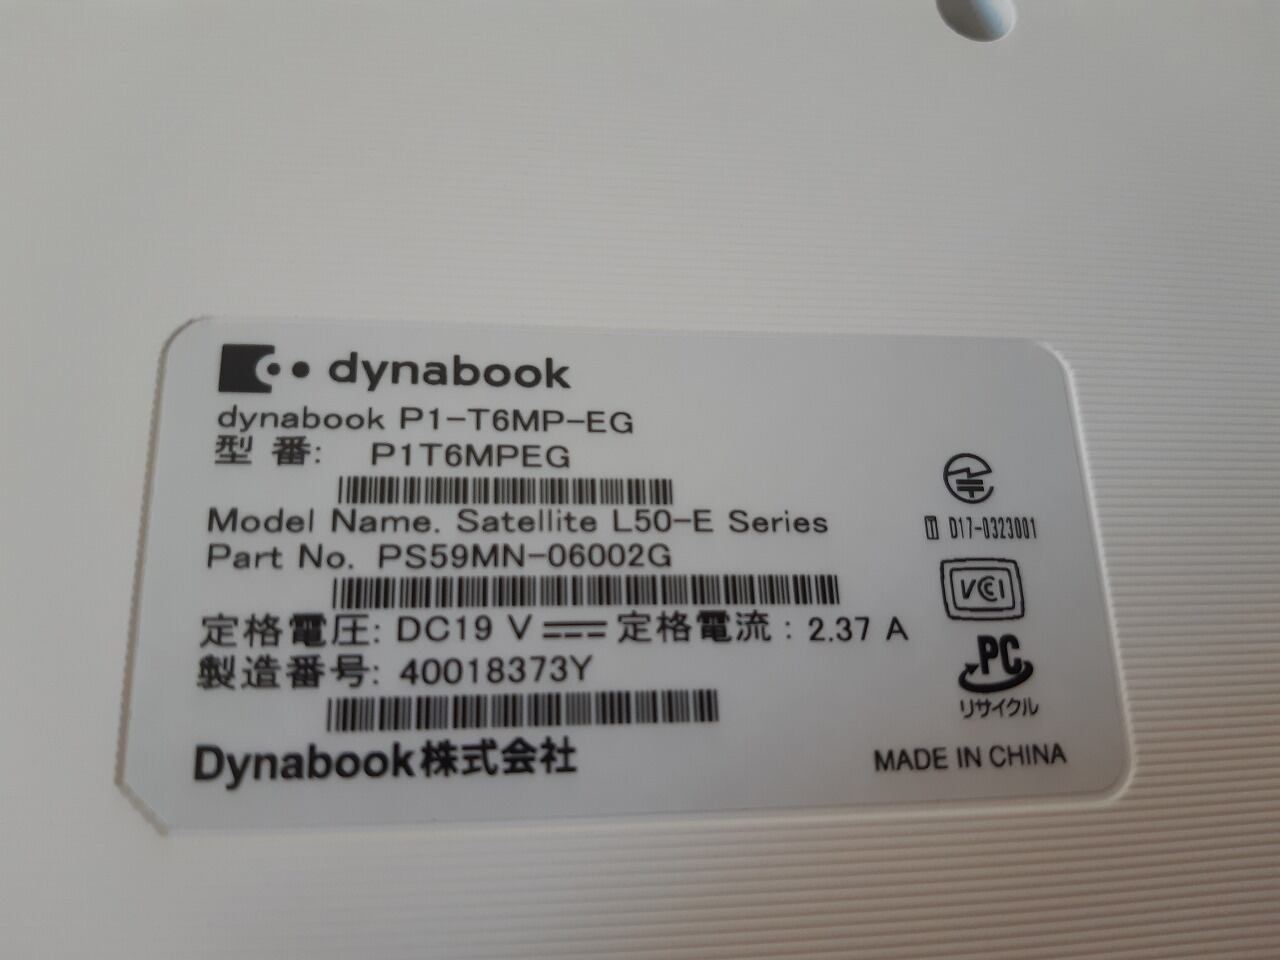 dynabook
dynabook P1-T6MP-EG
型 番: P1T6MPEG
Model Name. Satellite L50-E Series
Part No. PS59MN-06002G
定格電圧: DC19 V 定格電流: 2.37 A
製造番号: 40018373Y
Dynabook株式会社
T D17-0323001
VCCI
PC
リサイクル
MADE IN CHINA